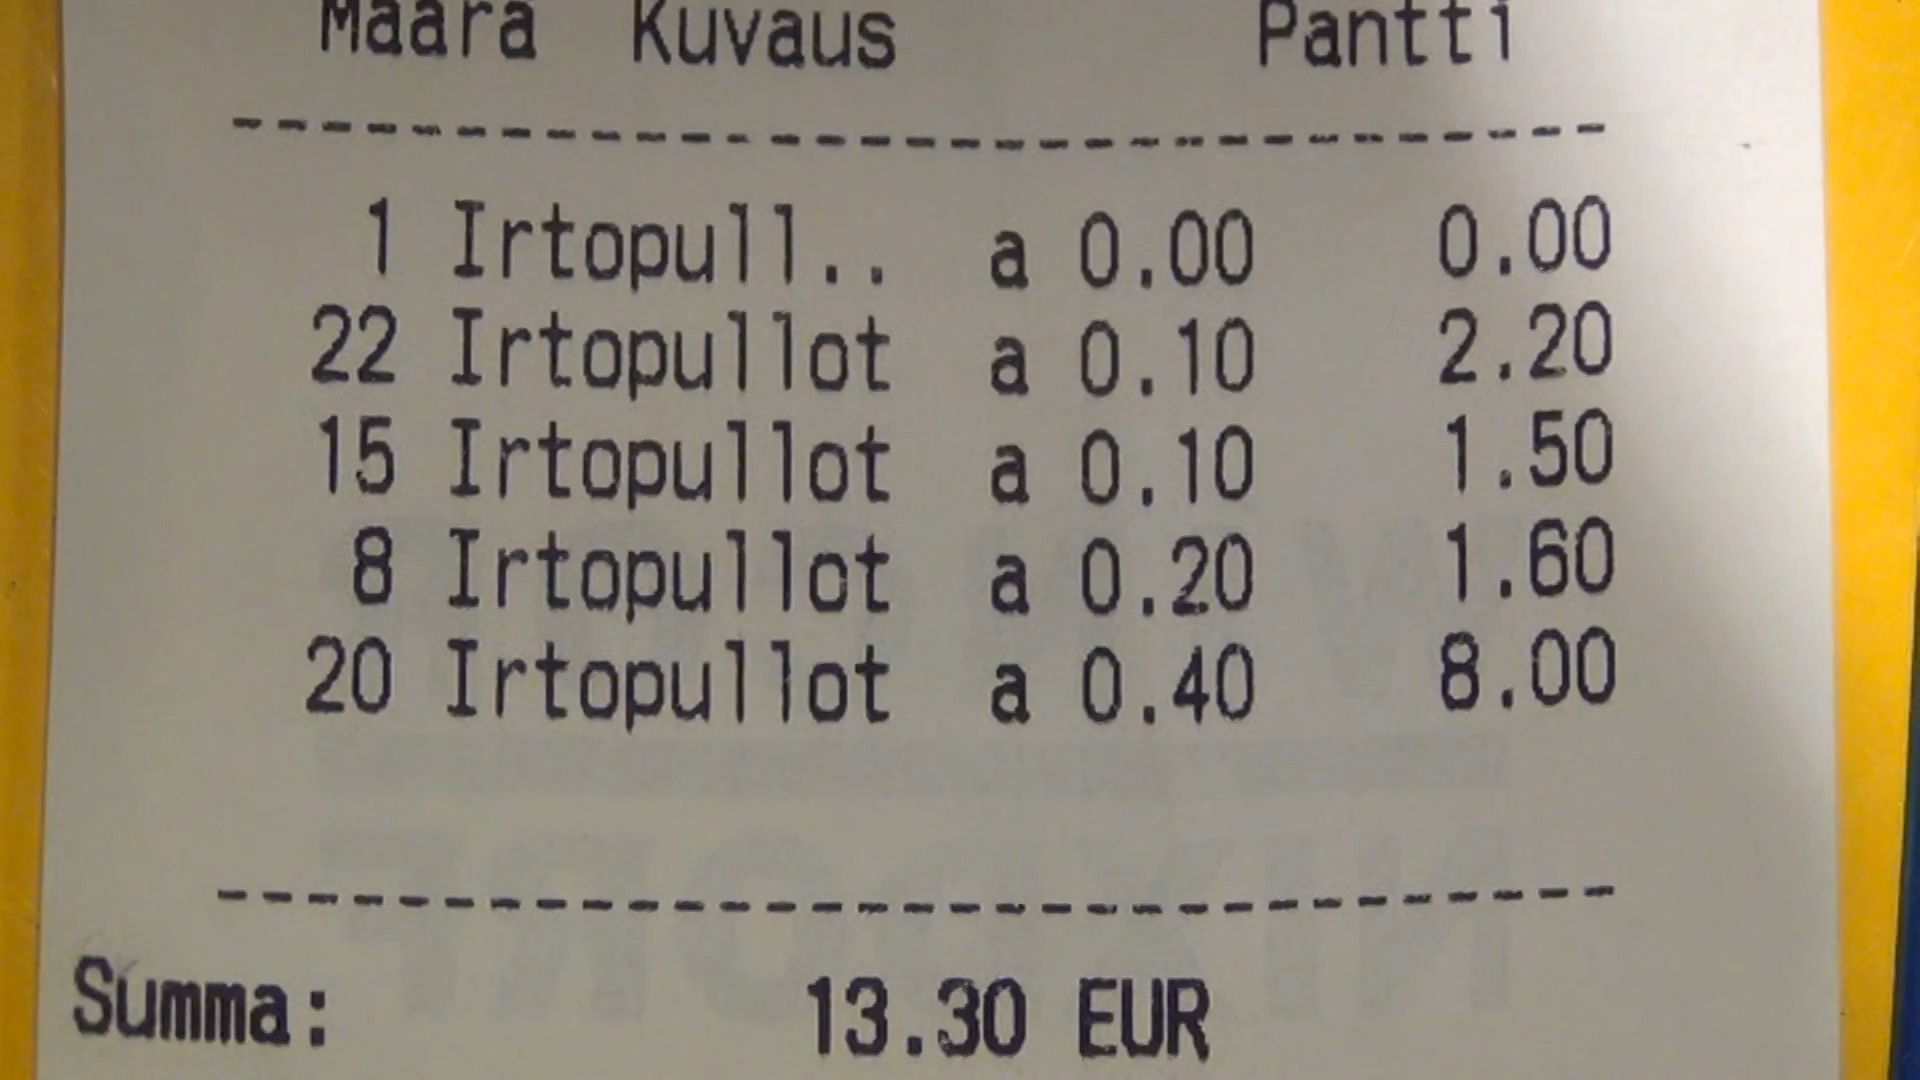 Määrä Kuvaus Pantti
1 Irtopull.. a 0.00 0.00
22 Irtopullot a 0.10 2.20
15 Irtopullot a 0.10 1.50
8 Irtopullot a 0.20 1.60
20 Irtopullot a 0.40 8.00
Summa: 13.30 EUR